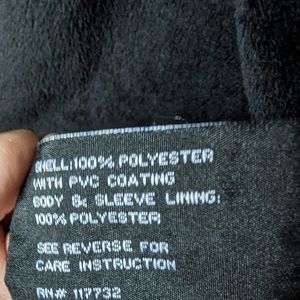 SHELL:100% POLYESTER
WITH PVC COATING
BODY & SLEEVE LINING:
100% POLYESTER
SEE REVERSE FOR
CARE INSTRUCTION
RN# 117732